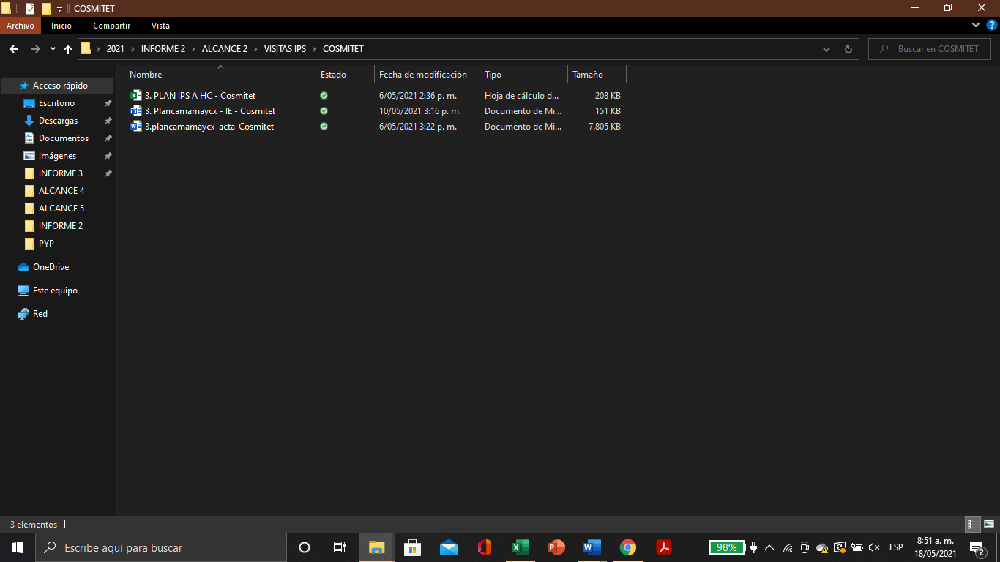 COSMITET
Archivo Inicio Compartir Vista
2021 > INFORME 2 > ALCANCE 2 > VISITAS IPS > COSMITET
Buscar en COSMITET
Nombre Estado Fecha de modificación Tipo Tamaño
3. PLAN IPS A HC - Cosmitet 6/05/2021 2:36 p. m. Hoja de cálculo d... 208 KB
3. Plancamamaycx - IE - Cosmitet 10/05/2021 3:16 p. m. Documento de Mi... 151 KB
3.plancamamaycx-acta-Cosmitet 6/05/2021 3:22 p. m. Documento de Mi... 7.805 KB
Acceso rápido
Escritorio
Descargas
Documentos
Imágenes
INFORME 3
ALCANCE 4
ALCANCE 5
INFORME 2
PYP
OneDrive
Este equipo
Red
3 elementos
Escribe aquí para buscar
98%
ESP
8:51 a. m.
18/05/2021
2